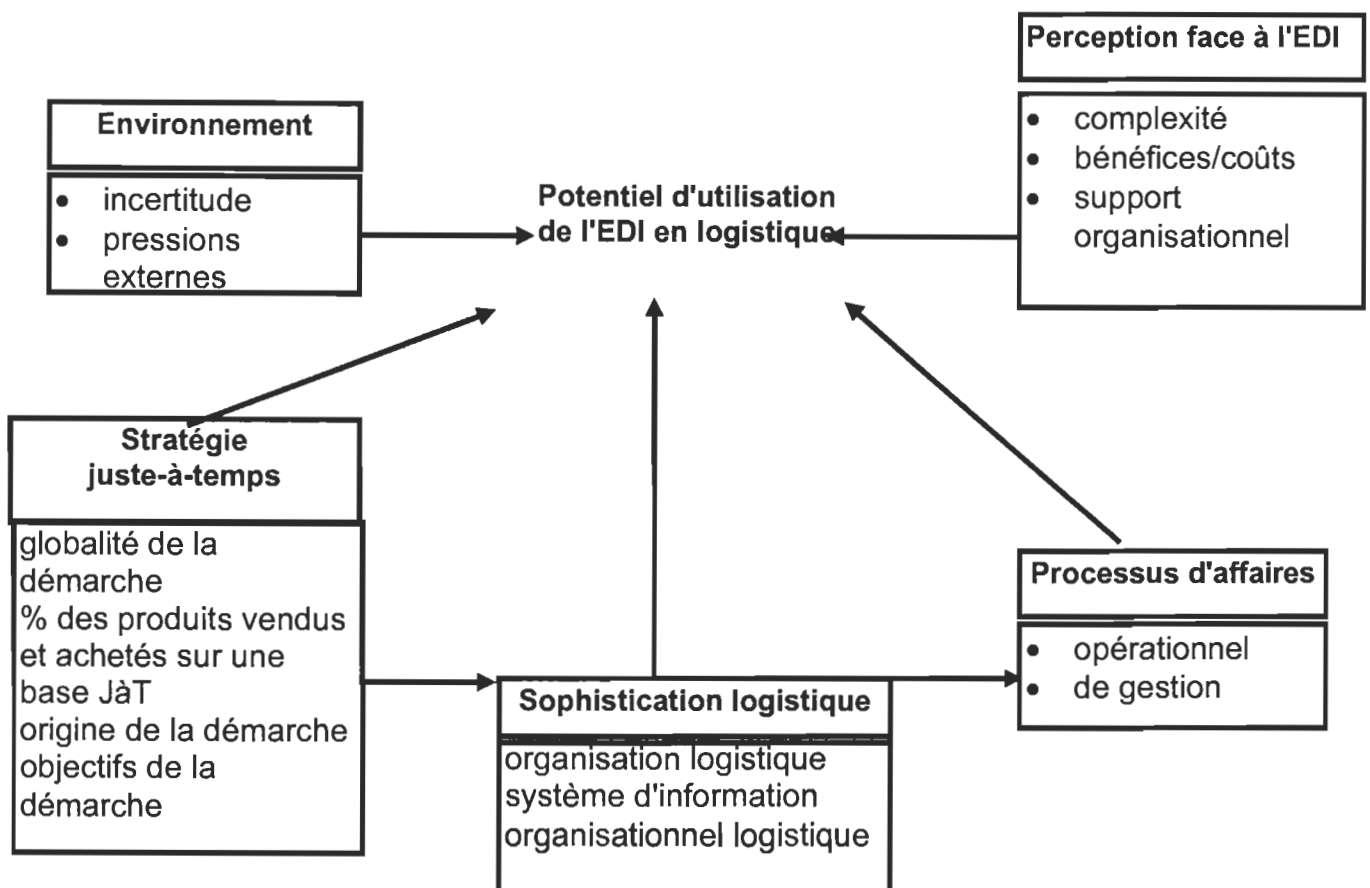 Perception face à l'EDI
• complexité
• bénéfices/coûts
• support
organisationnel
Environnement
• incertitude
• pressions
externes
Potentiel d'utilisation
de l'EDI en logistique
Stratégie
juste-à-temps
globalité de la
démarche
% des produits vendus
et achetés sur une
base JàT
origine de la démarche
objectifs de la
démarche
Sophistication logistique
organisation logistique
système d'information
organisationnel logistique
Processus d'affaires
• opérationnel
• de gestion